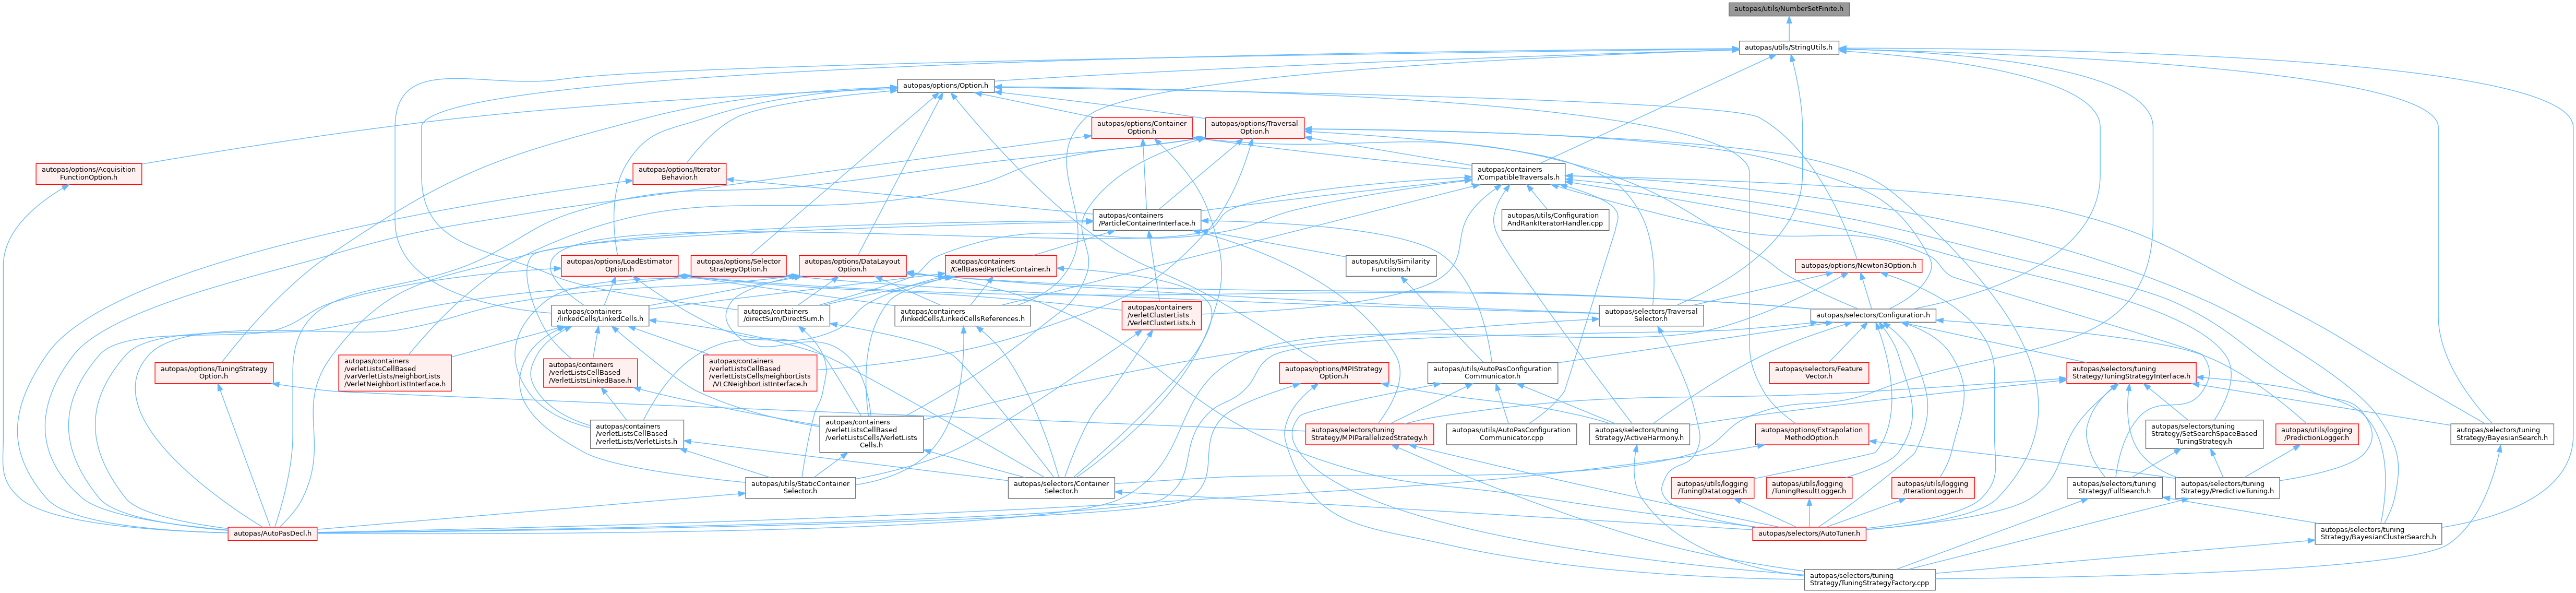 autopas/utils/NumberSetFinite.h
autopas/utils/StringUtils.h
autopas/options/Option.h
autopas/options/Container
Option.h
autopas/options/Traversal
Option.h
autopas/options/Acquisition
FunctionOption.h
autopas/options/Iterator
Behavior.h
autopas/containers
/CompatibleTraversals.h
autopas/containers
/ParticleContainerInterface.h
autopas/utils/Configuration
AndRankIteratorHandler.cpp
autopas/options/LoadEstimator
Option.h
autopas/options/Selector
StrategyOption.h
autopas/options/DataLayout
Option.h
autopas/containers
/CellBasedParticleContainer.h
autopas/utils/Similarity
Functions.h
autopas/options/Newton3Option.h
autopas/containers
/linkedCells/LinkedCells.h
autopas/containers
/directSum/DirectSum.h
autopas/containers
/linkedCells/LinkedCellsReferences.h
autopas/containers
/verletClusterLists
/VerletClusterLists.h
autopas/selectors/Traversal
Selector.h
autopas/selectors/Configuration.h
autopas/options/TuningStrategy
Option.h
autopas/containers
/verletListsCellBased
/varVerletLists/neighborLists
/VerletNeighborListInterface.h
autopas/containers
/verletListsCellBased
/VerletListsLinkedBase.h
autopas/containers
/verletListsCellBased
/verletListsCells/neighborLists
/VLCNeighborListInterface.h
autopas/options/MPIStrategy
Option.h
autopas/utils/AutoPasConfiguration
Communicator.h
autopas/selectors/Feature
Vector.h
autopas/selectors/tuning
Strategy/TuningStrategyInterface.h
autopas/containers
/verletListsCellBased
/verletLists/VerletLists.h
autopas/containers
/verletListsCellBased
/verletListsCells/VerletLists
Cells.h
autopas/selectors/tuning
Strategy/MPIParallelizedStrategy.h
autopas/utils/AutoPasConfiguration
Communicator.cpp
autopas/selectors/tuning
Strategy/ActiveHarmony.h
autopas/options/Extrapolation
MethodOption.h
autopas/selectors/tuning
Strategy/SetSearchSpaceBased
TuningStrategy.h
autopas/utils/logging
/PredictionLogger.h
autopas/selectors/tuning
Strategy/BayesianSearch.h
autopas/utils/StaticContainer
Selector.h
autopas/selectors/Container
Selector.h
autopas/utils/logging
/TuningDataLogger.h
autopas/utils/logging
/TuningResultLogger.h
autopas/utils/logging
/IterationLogger.h
autopas/selectors/tuning
Strategy/FullSearch.h
autopas/selectors/tuning
Strategy/PredictiveTuning.h
autopas/AutoPasDecl.h
autopas/selectors/AutoTuner.h
autopas/selectors/tuning
Strategy/BayesianClusterSearch.h
autopas/selectors/tuning
Strategy/TuningStrategyFactory.cpp